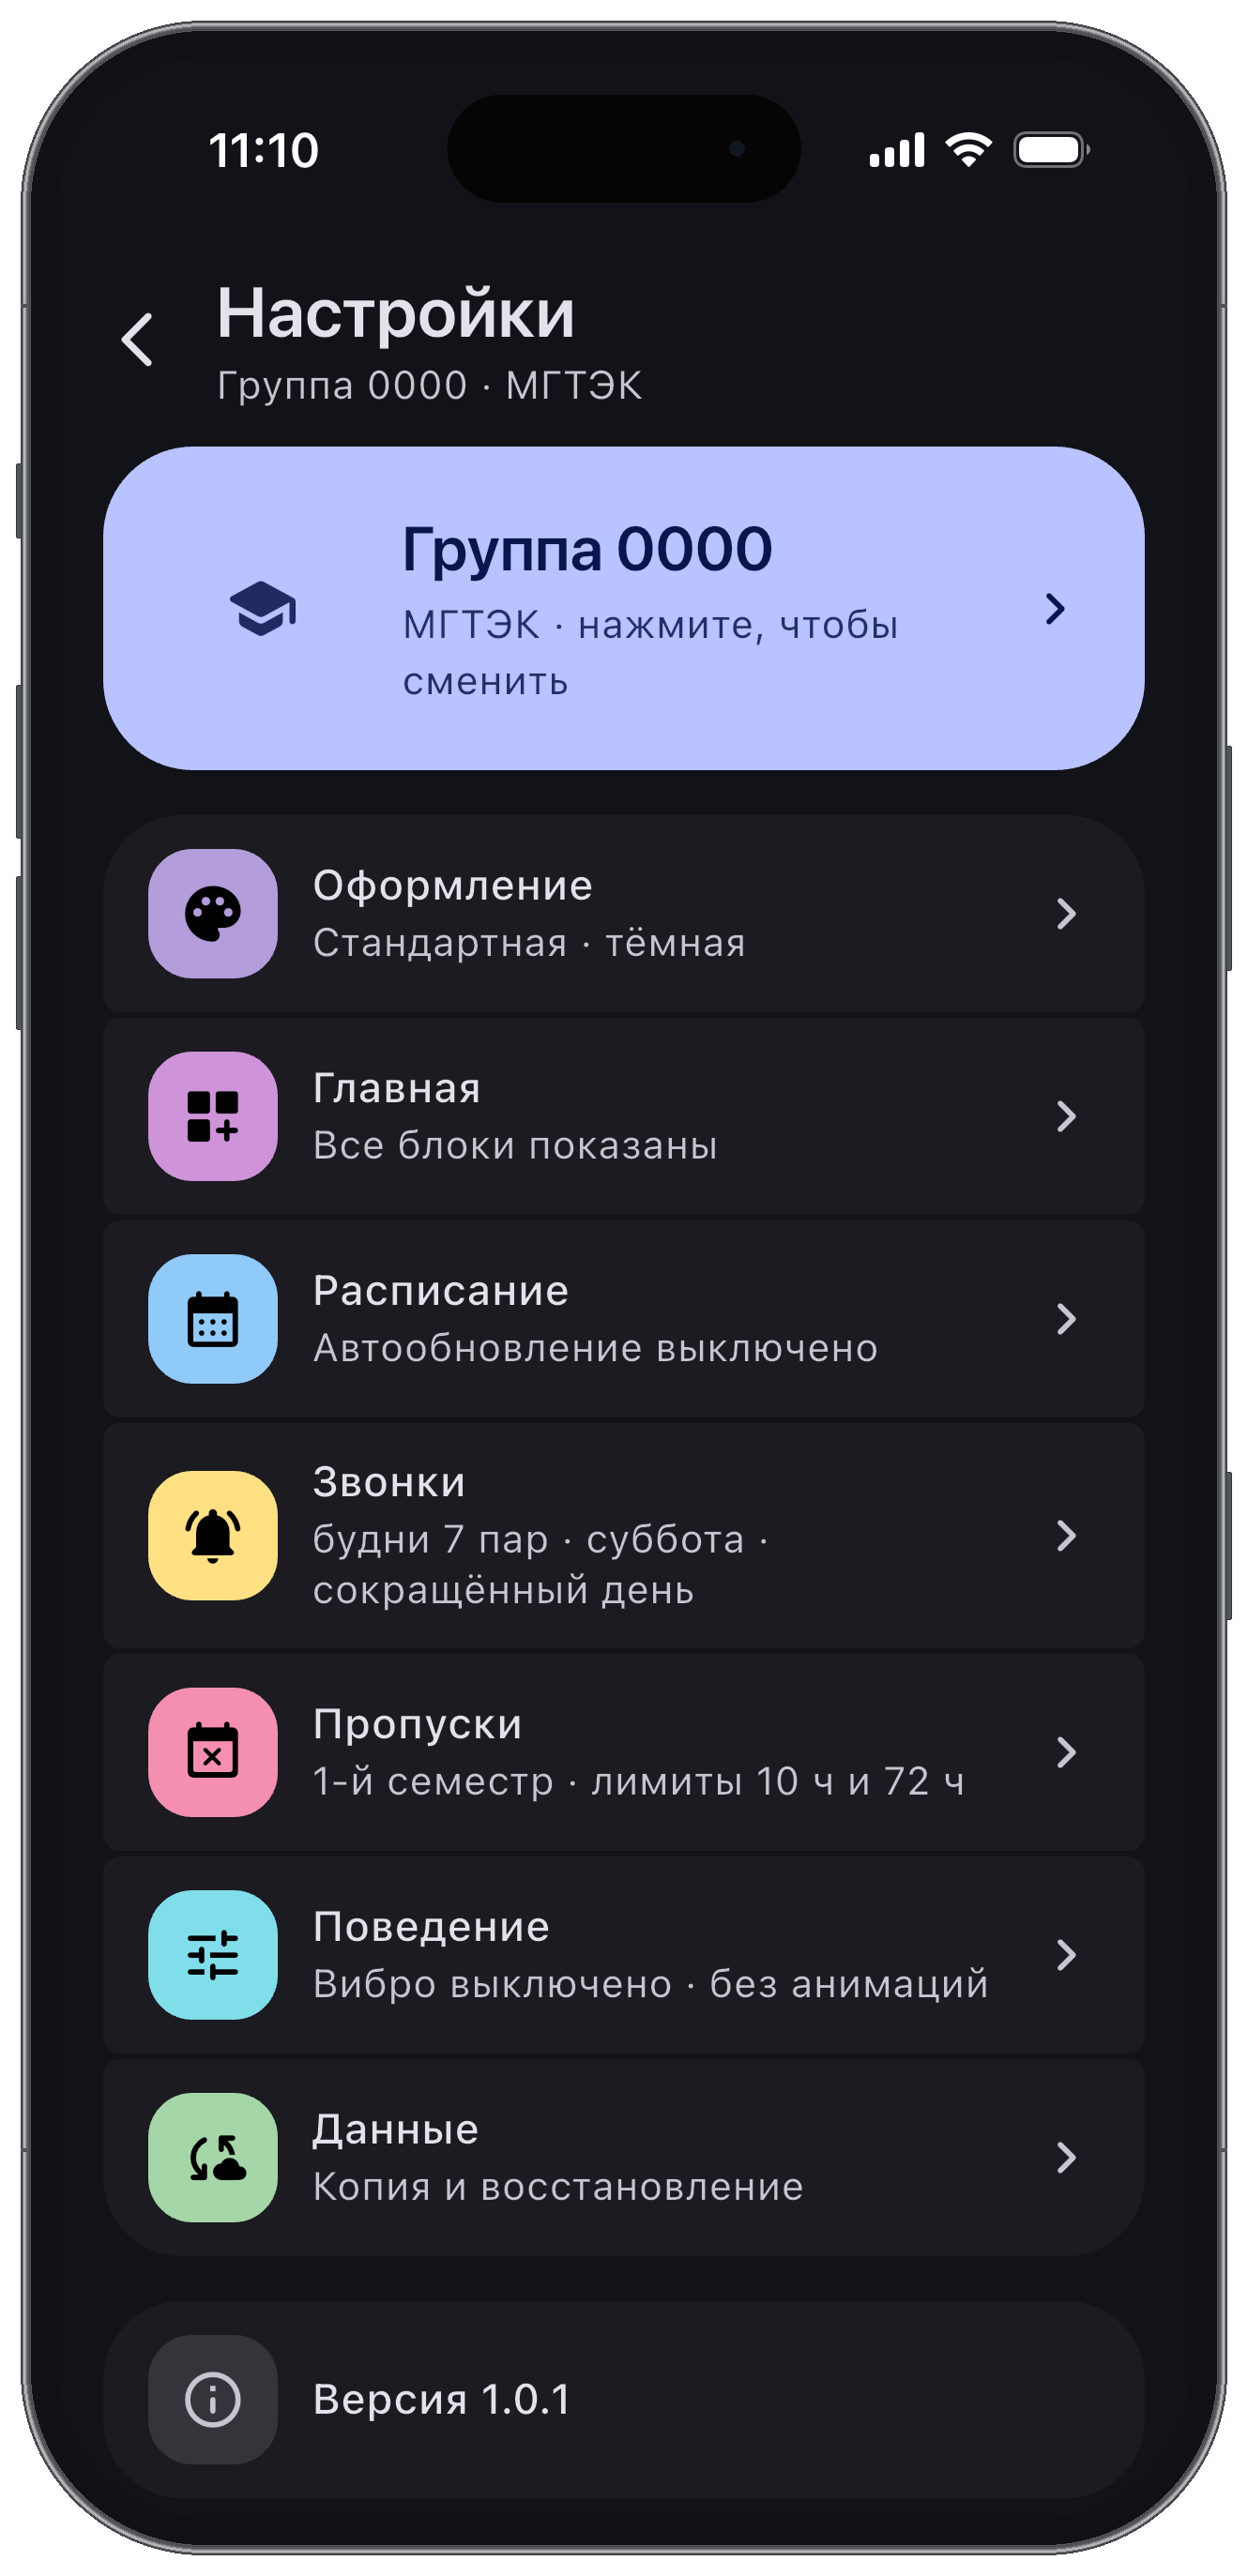 11:10
Настройки
Группа 0000 · МГТЭК
Группа 0000
МГТЭК · нажмите, чтобы
сменить
Оформление
Стандартная · тёмная
Главная
Все блоки показаны
Расписание
Автообновление выключено
Звонки
будни 7 пар · суббота ·
сокращённый день
Пропуски
1-й семестр · лимиты 10 ч и 72 ч
Поведение
Вибро выключено · без анимаций
Данные
Копия и восстановление
Версия 1.0.1